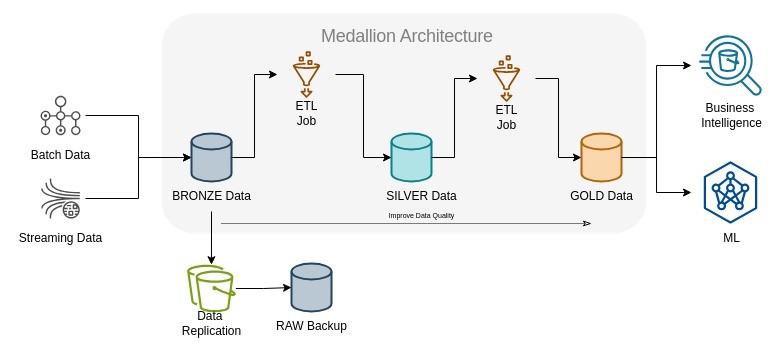 Medallion Architecture
ETL
Job
ETL
Job
Business
Intelligence
Batch Data
BRONZE Data
SILVER Data
GOLD Data
Improve Data Quality
Streaming Data
ML
Data
Replication
RAW Backup